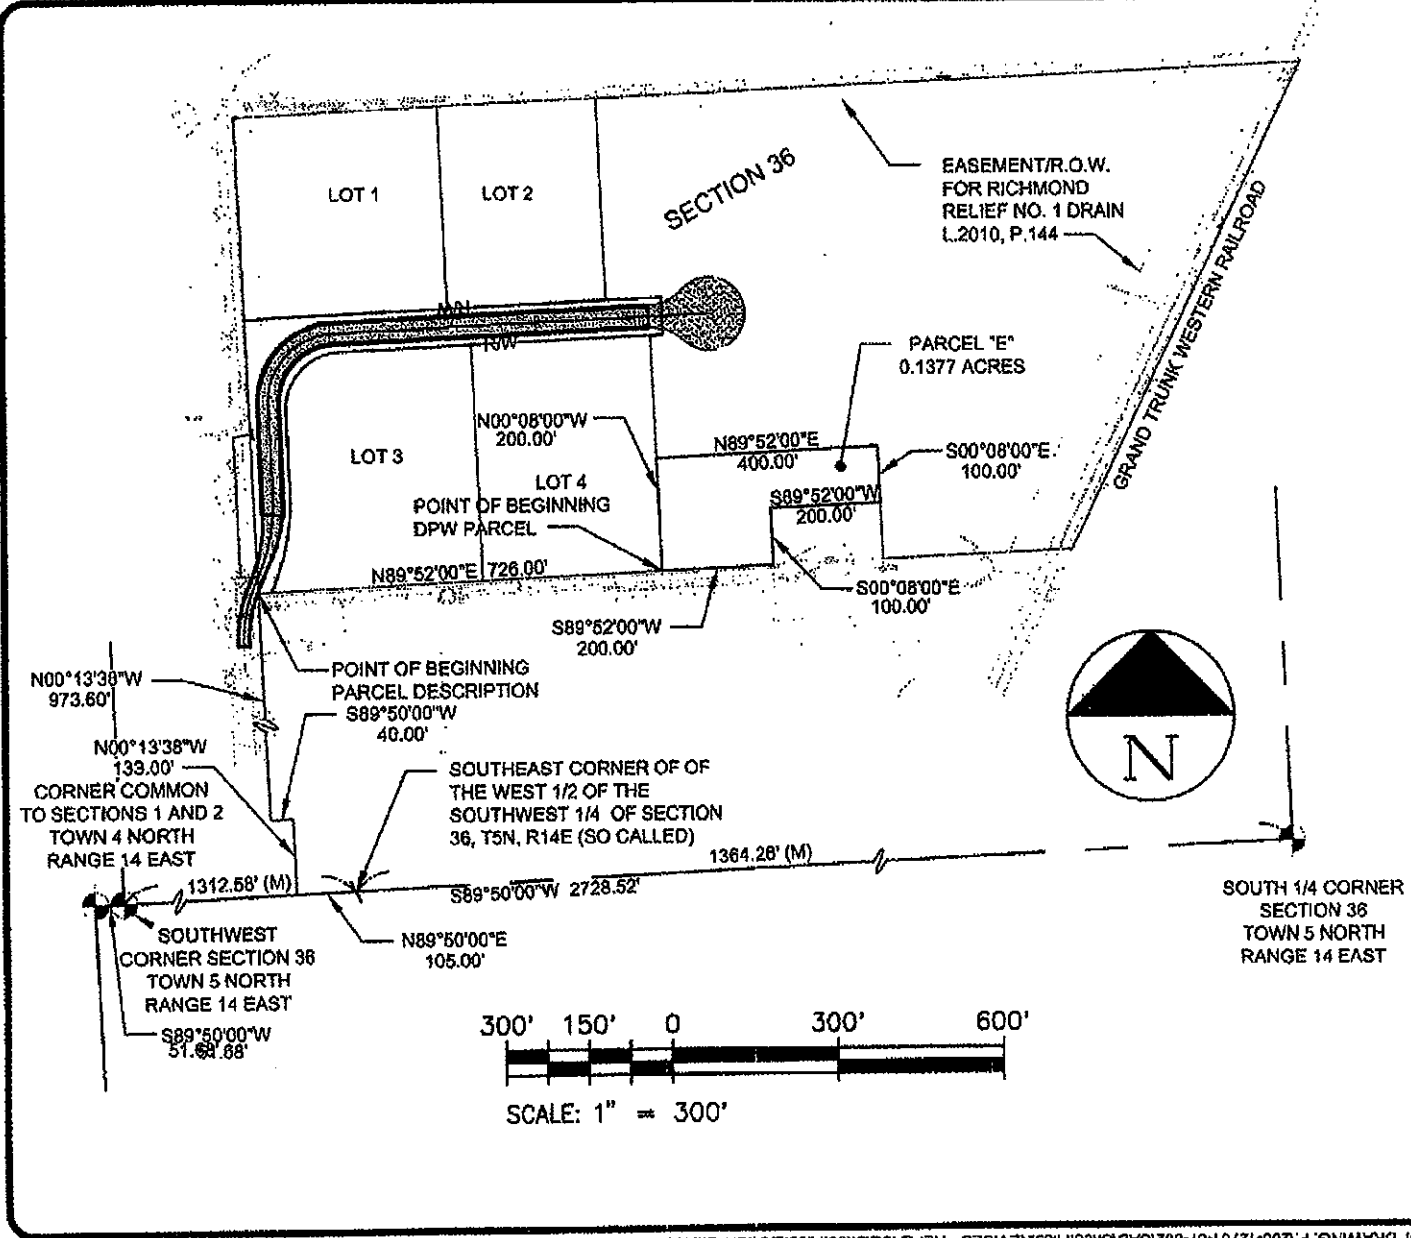 LOT 1
LOT 2
SECTION 36
EASEMENT/R.O.W.
FOR RICHMOND
RELIEF NO. 1 DRAIN
L.2010, P.144
GRAND TRUNK WESTERN RAILROAD
R/W
PARCEL "E"
0.1377 ACRES
N00°08'00"W
200.00'
N89°52'00"E
400.00'
S00°08'00"E
100.00'
LOT 3
LOT 4
POINT OF BEGINNING
DPW PARCEL
S89°52'00"W
200.00'
N89°52'00"E 726.00'
S00°08'00"E
100.00'
S89°52'00"W
200.00'
POINT OF BEGINNING
PARCEL DESCRIPTION
N00°13'38"W
973.60'
S89°50'00"W
40.00'
N00°13'38"W
133.00'
CORNER COMMON
TO SECTIONS 1 AND 2
TOWN 4 NORTH
RANGE 14 EAST
SOUTHEAST CORNER OF OF
THE WEST 1/2 OF THE
SOUTHWEST 1/4 OF SECTION
36, T5N, R14E (SO CALLED)
N
1312.58' (M)
S89°50'00"W 2728.52'
1364.26' (M)
SOUTH 1/4 CORNER
SECTION 36
TOWN 5 NORTH
RANGE 14 EAST
SOUTHWEST
CORNER SECTION 36
TOWN 5 NORTH
RANGE 14 EAST
N89°50'00"E
105.00'
S89°50'00"W
300' 150' 0 300' 600'
SCALE: 1" = 300'